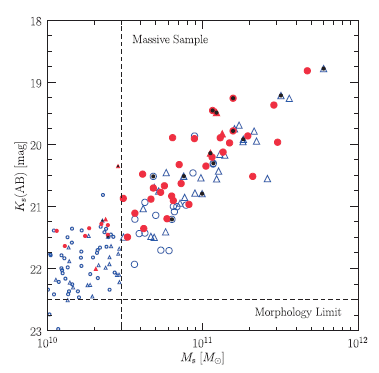 18
Massive Sample
19
20
K_s(AB) [mag]
21
22
Morphology Limit
23
10^10
10^11
10^12
M_s [M_⊙]